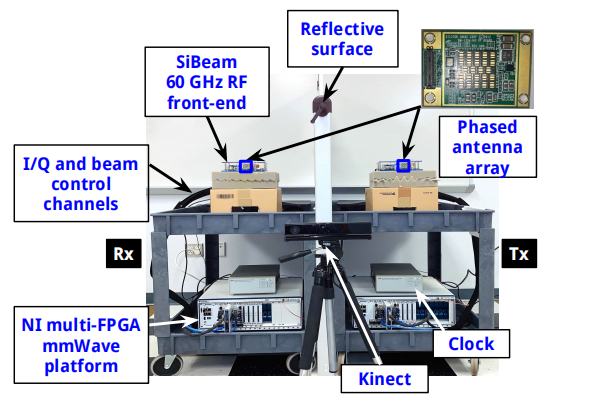 Reflective
surface
SiBeam
60 GHz RF
front-end
Phased
antenna
array
I/Q and beam
control
channels
Rx
Tx
NI multi-FPGA
mmWave
platform
Clock
Kinect